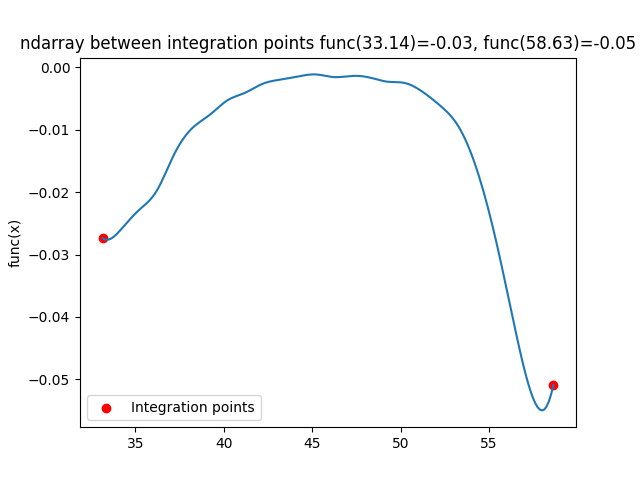 ndarray between integration points func(33.14)=-0.03, func(58.63)=-0.05
0.00
−0.01
−0.02
−0.03
−0.04
−0.05
func(x)
Integration points
35 40 45 50 55